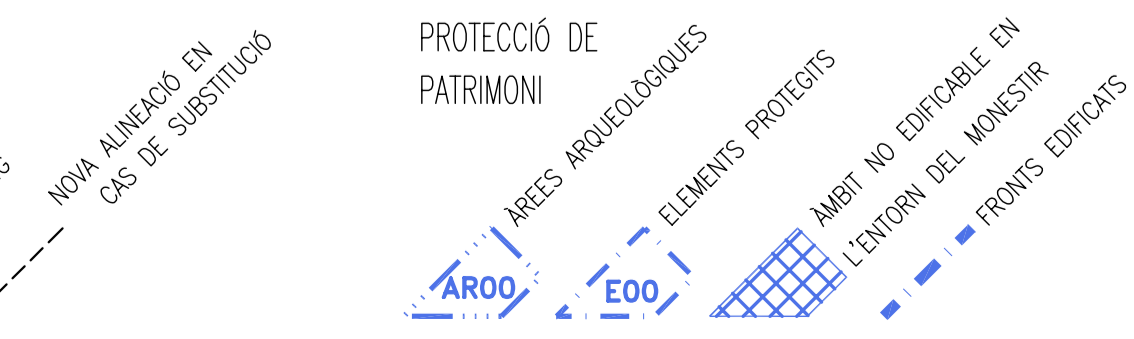 NOVA ALINEACIÓ EN
CAS DE SUBSTITUCIÓ
PROTECCIÓ DE
PATRIMONI
ÀREES ARQUEOLÒGIQUES
AR00
ELEMENTS PROTEGITS
E00
ÀMBIT NO EDIFICABLE EN
L'ENTORN DEL MONESTIR
FRONTS EDIFICATS